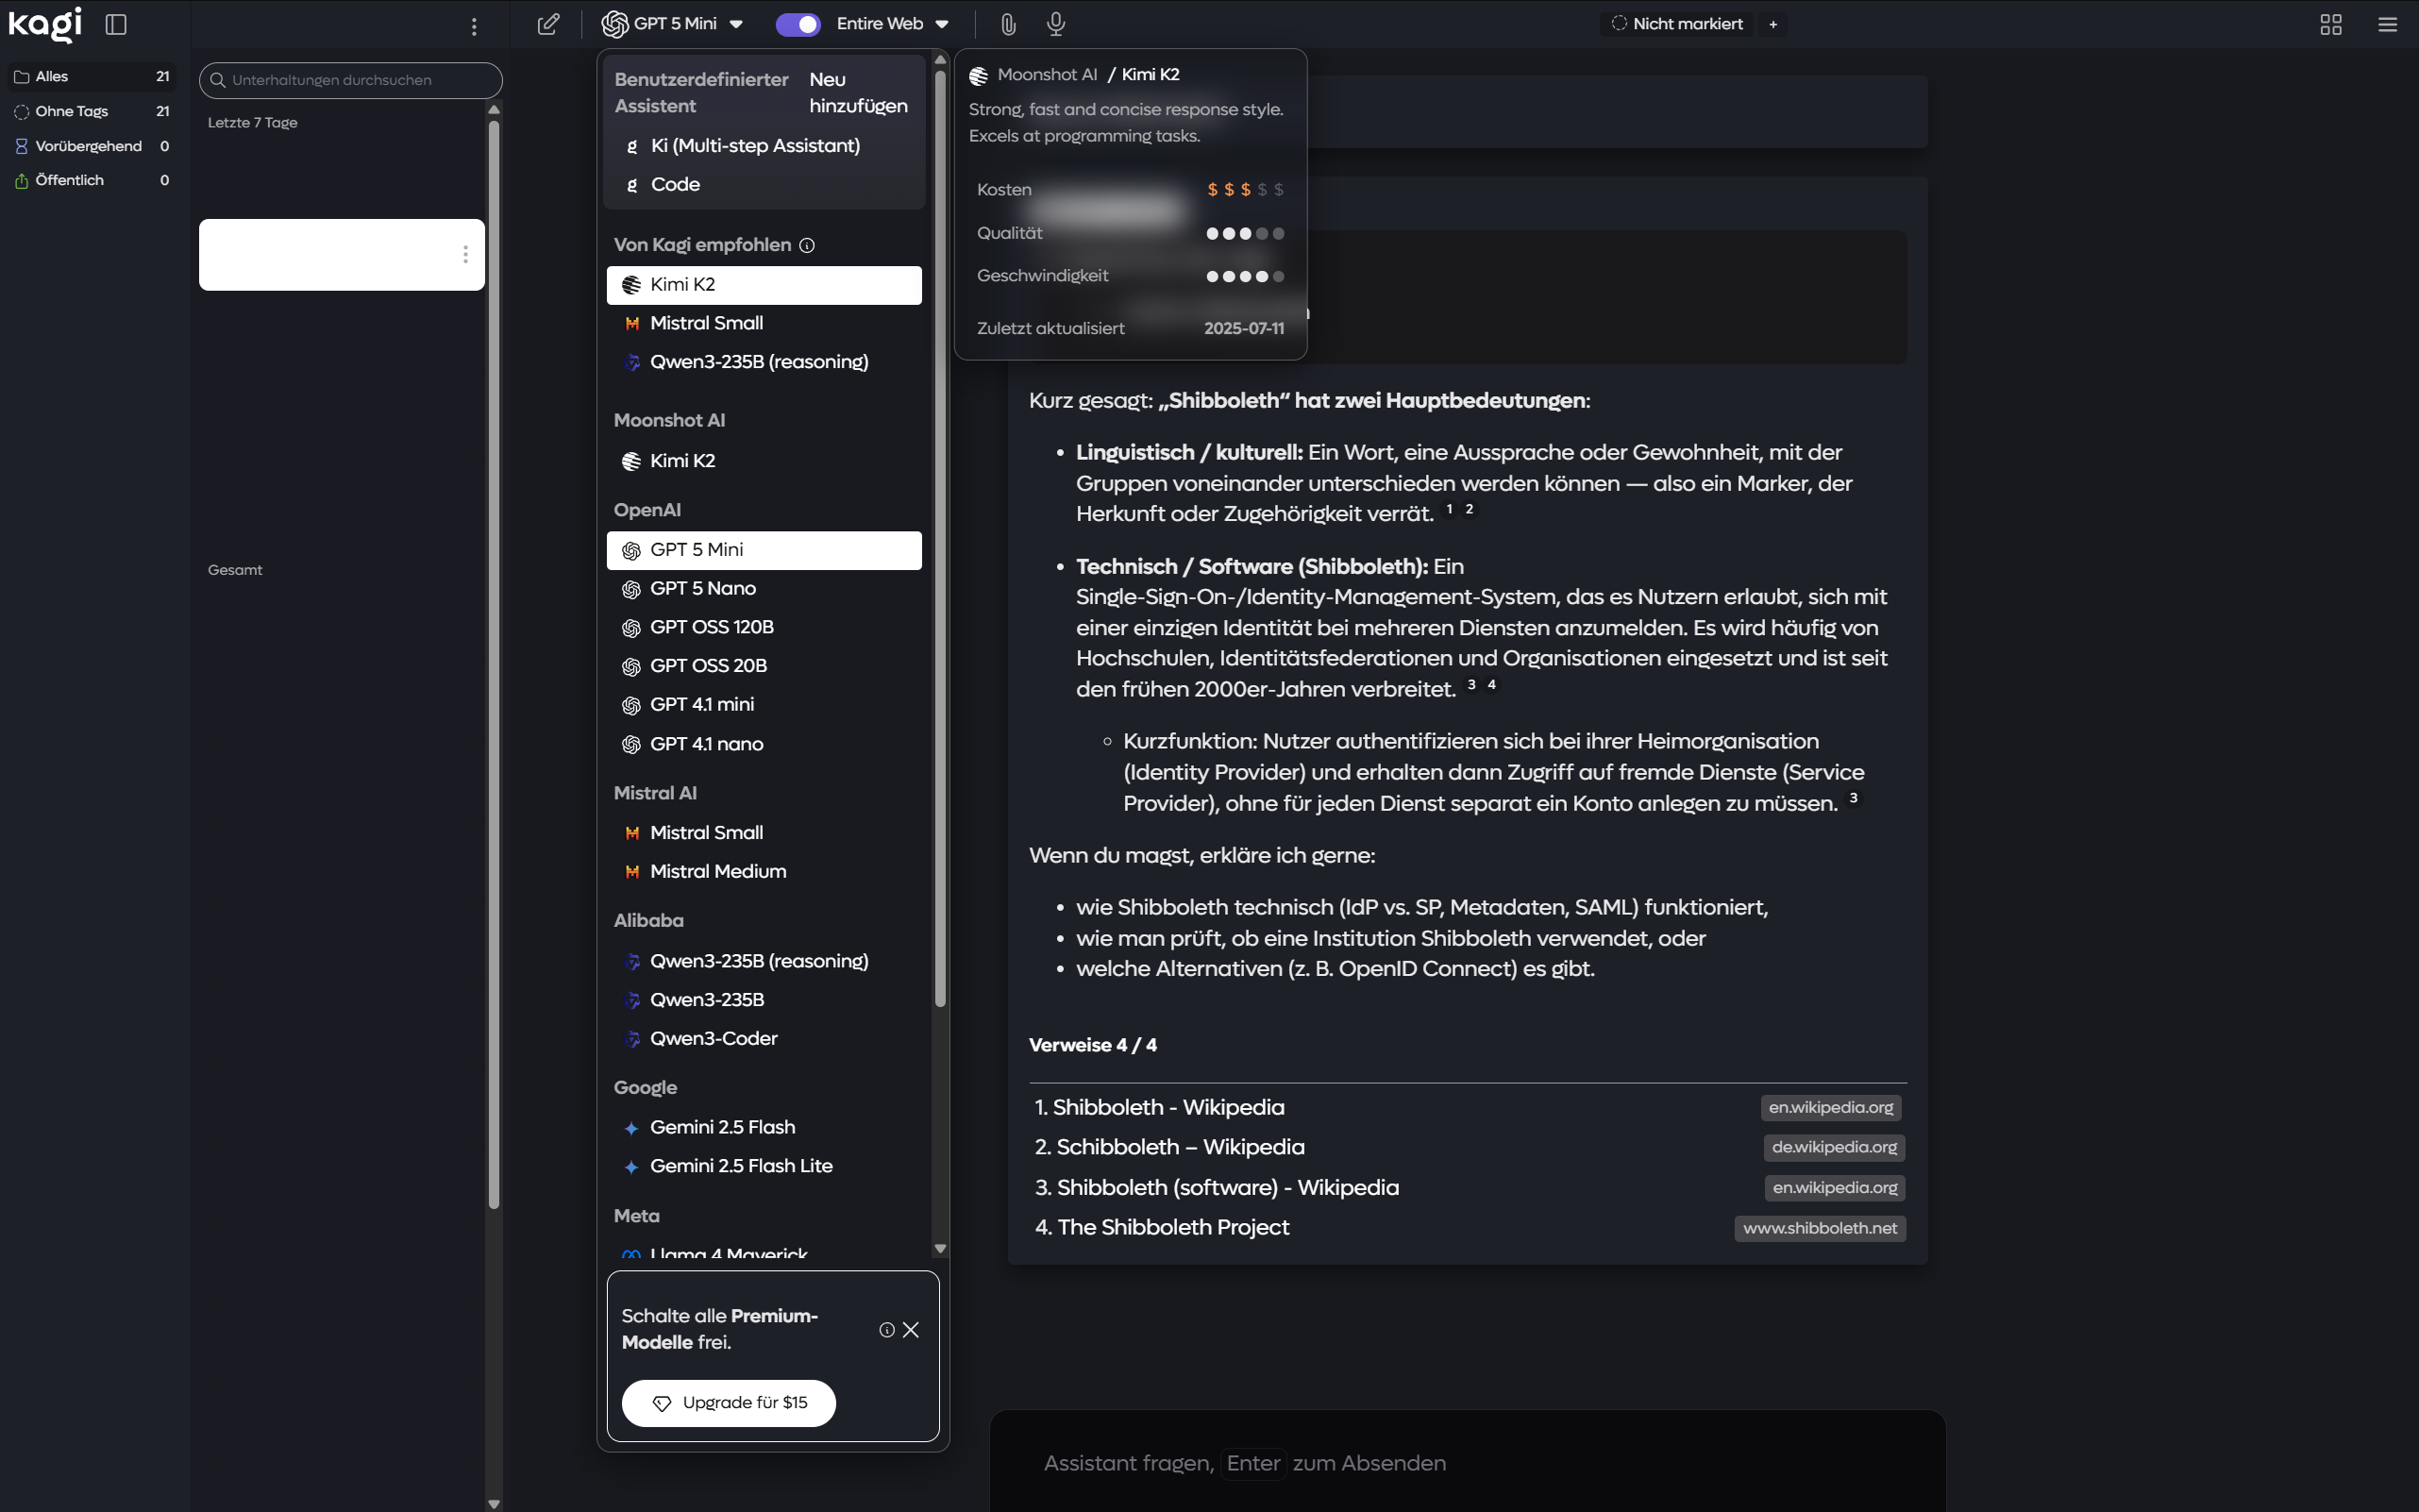 kagi
Alles 21
Ohne Tags 21
Vorübergehend 0
Öffentlich 0
Unterhaltungen durchsuchen
Letzte 7 Tage
Gesamt
GPT 5 Mini
Entire Web
Nicht markiert
+
Benutzerdefinierter Assistent
Neu hinzufügen
Ki (Multi-step Assistant)
Code
Von Kagi empfohlen
Kimi K2
Mistral Small
Qwen3-235B (reasoning)
Moonshot AI
Kimi K2
OpenAI
GPT 5 Mini
GPT 5 Nano
GPT OSS 120B
GPT OSS 20B
GPT 4.1 mini
GPT 4.1 nano
Mistral AI
Mistral Small
Mistral Medium
Alibaba
Qwen3-235B (reasoning)
Qwen3-235B
Qwen3-Coder
Google
Gemini 2.5 Flash
Gemini 2.5 Flash Lite
Meta
Llama 4 Maverick
Schalte alle Premium-
Modelle frei.
Upgrade für $15
Moonshot AI / Kimi K2
Strong, fast and concise response style.
Excels at programming tasks.
Kosten $ $ $ $ $
Qualität
Geschwindigkeit
Zuletzt aktualisiert 2025-07-11
Kurz gesagt: „Shibboleth“ hat zwei Hauptbedeutungen:
Linguistisch / kulturell: Ein Wort, eine Aussprache oder Gewohnheit, mit der
Gruppen voneinander unterschieden werden können — also ein Marker, der
Herkunft oder Zugehörigkeit verrät. 1 2
Technisch / Software (Shibboleth): Ein
Single-Sign-On-/Identity-Management-System, das es Nutzern erlaubt, sich mit
einer einzigen Identität bei mehreren Diensten anzumelden. Es wird häufig von
Hochschulen, Identitätsfederationen und Organisationen eingesetzt und ist seit
den frühen 2000er-Jahren verbreitet. 3 4
Kurzfunktion: Nutzer authentifizieren sich bei ihrer Heimorganisation
(Identity Provider) und erhalten dann Zugriff auf fremde Dienste (Service
Provider), ohne für jeden Dienst separat ein Konto anlegen zu müssen. 3
Wenn du magst, erkläre ich gerne:
wie Shibboleth technisch (IdP vs. SP, Metadaten, SAML) funktioniert,
wie man prüft, ob eine Institution Shibboleth verwendet, oder
welche Alternativen (z. B. OpenID Connect) es gibt.
Verweise 4 / 4
1. Shibboleth - Wikipedia en.wikipedia.org
2. Schibboleth – Wikipedia de.wikipedia.org
3. Shibboleth (software) - Wikipedia en.wikipedia.org
4. The Shibboleth Project www.shibboleth.net
Assistant fragen, Enter zum Absenden